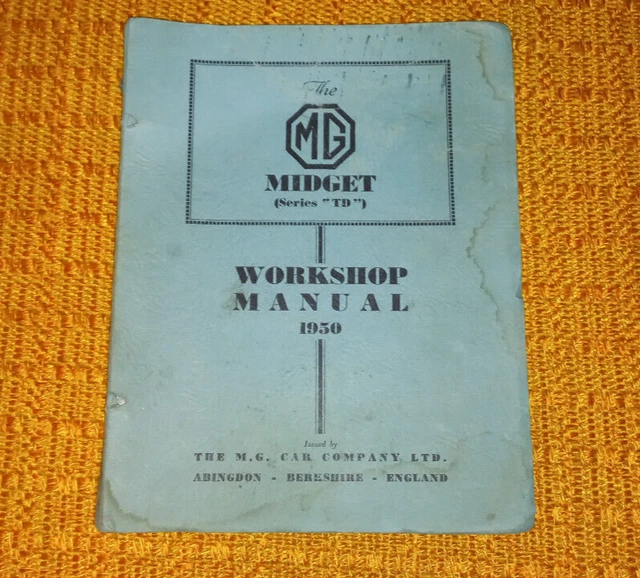 The
MG
MIDGET
(Series "TD")
WORKSHOP
MANUAL
1950
Issued by
THE M.G. CAR COMPANY LTD.
ABINGDON - BERKSHIRE - ENGLAND